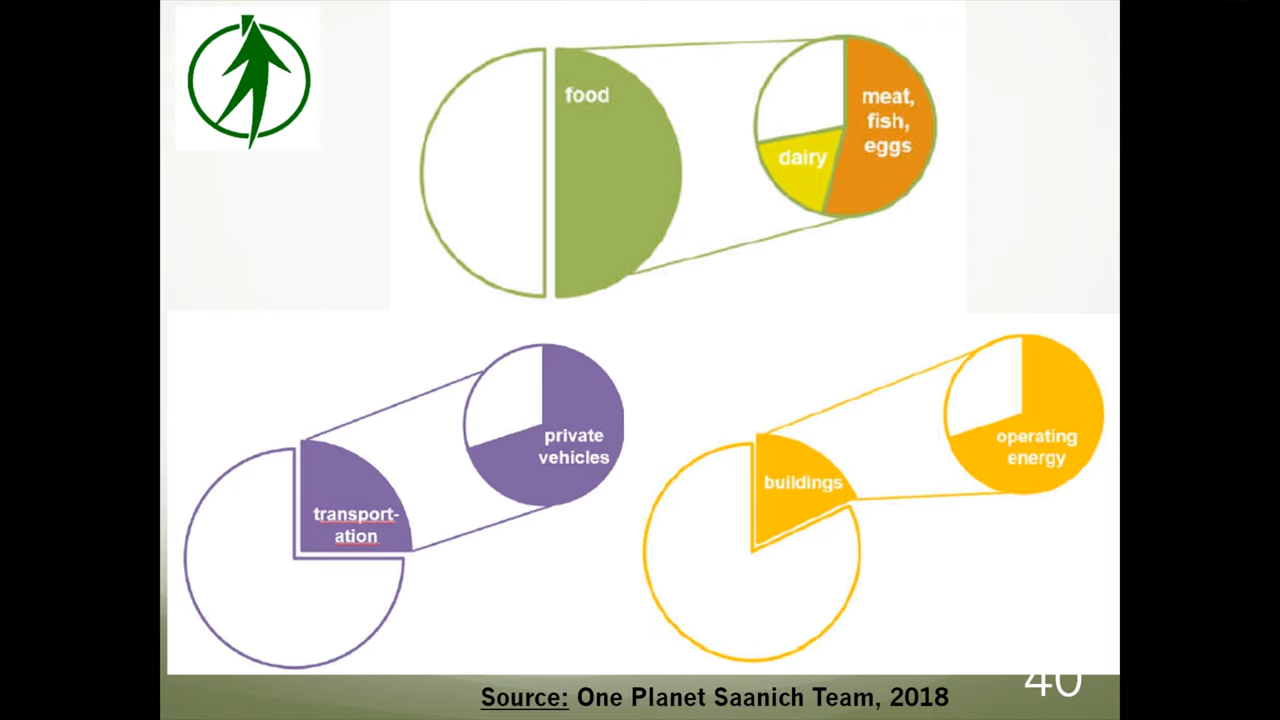 food
meat,
fish,
eggs
dairy
private
vehicles
transport-
ation
operating
energy
buildings
Source: One Planet Saanich Team, 2018
40